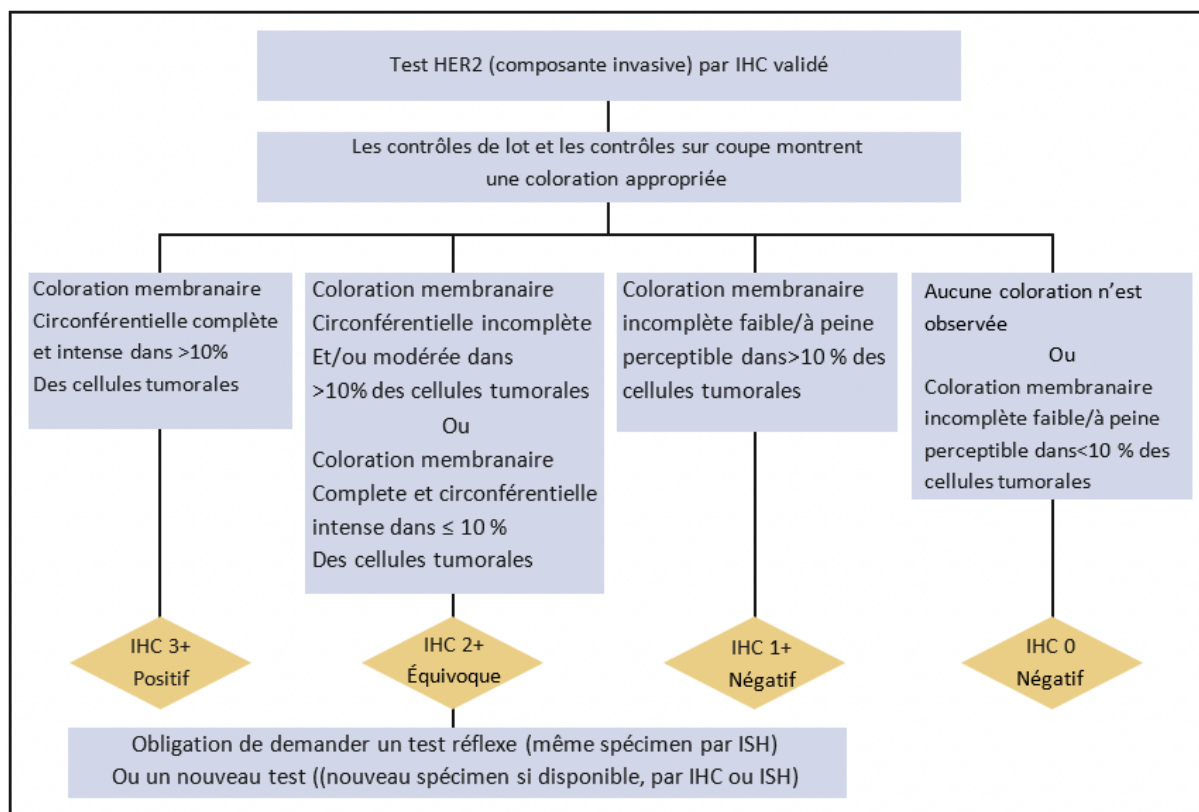 Test HER2 (composante invasive) par IHC validé
Les contrôles de lot et les contrôles sur coupe montrent
une coloration appropriée
Coloration membranaire
Circonférentielle complète
et intense dans >10%
Des cellules tumorales
Coloration membranaire
Circonférentielle incomplète
Et/ou modérée dans
>10% des cellules tumorales
Ou
Coloration membranaire
Complete et circonférentielle
intense dans ≤ 10 %
Des cellules tumorales
Coloration membranaire
incomplète faible/à peine
perceptible dans>10 % des
cellules tumorales
Aucune coloration n’est
observée
Ou
Coloration membranaire
incomplète faible/à peine
perceptible dans<10 % des
cellules tumorales
IHC 3+
Positif
IHC 2+
Équivoque
IHC 1+
Négatif
IHC 0
Négatif
Obligation de demander un test réflexe (même spécimen par ISH)
Ou un nouveau test ((nouveau spécimen si disponible, par IHC ou ISH)